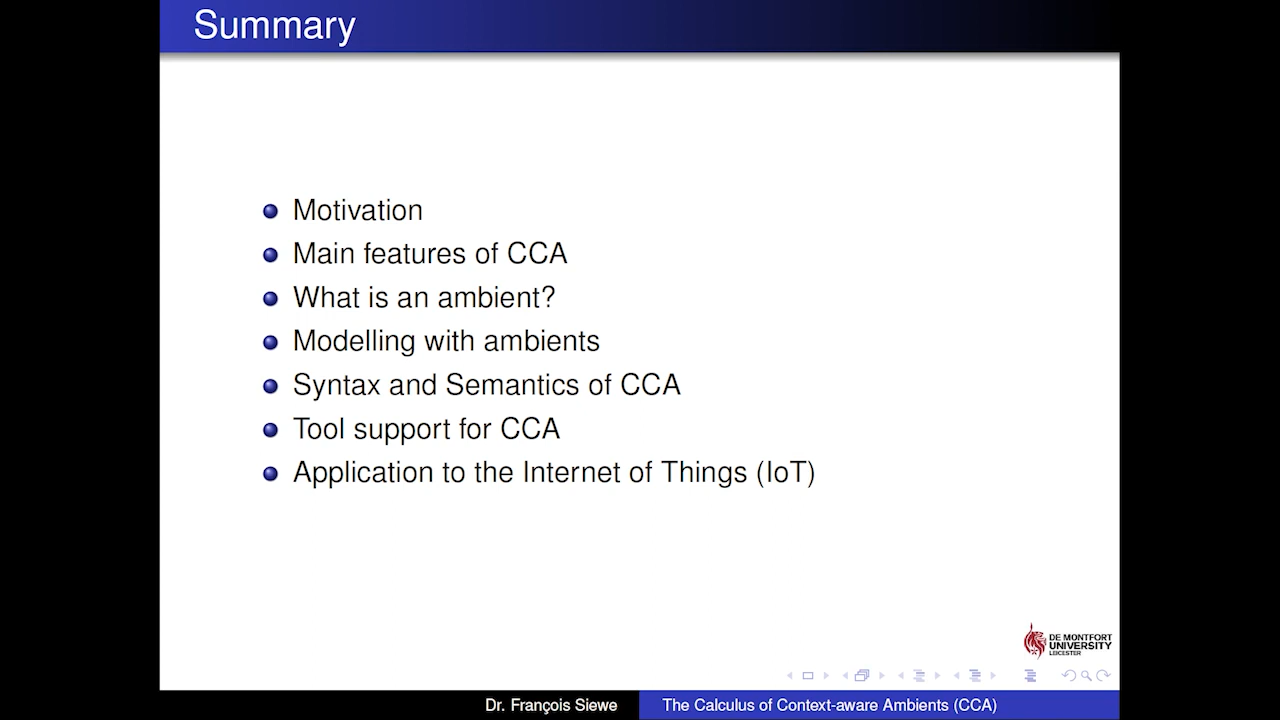 Summary
Motivation
Main features of CCA
What is an ambient?
Modelling with ambients
Syntax and Semantics of CCA
Tool support for CCA
Application to the Internet of Things (IoT)
DE MONTFORT
UNIVERSITY
LEICESTER
Dr. François Siewe
The Calculus of Context-aware Ambients (CCA)